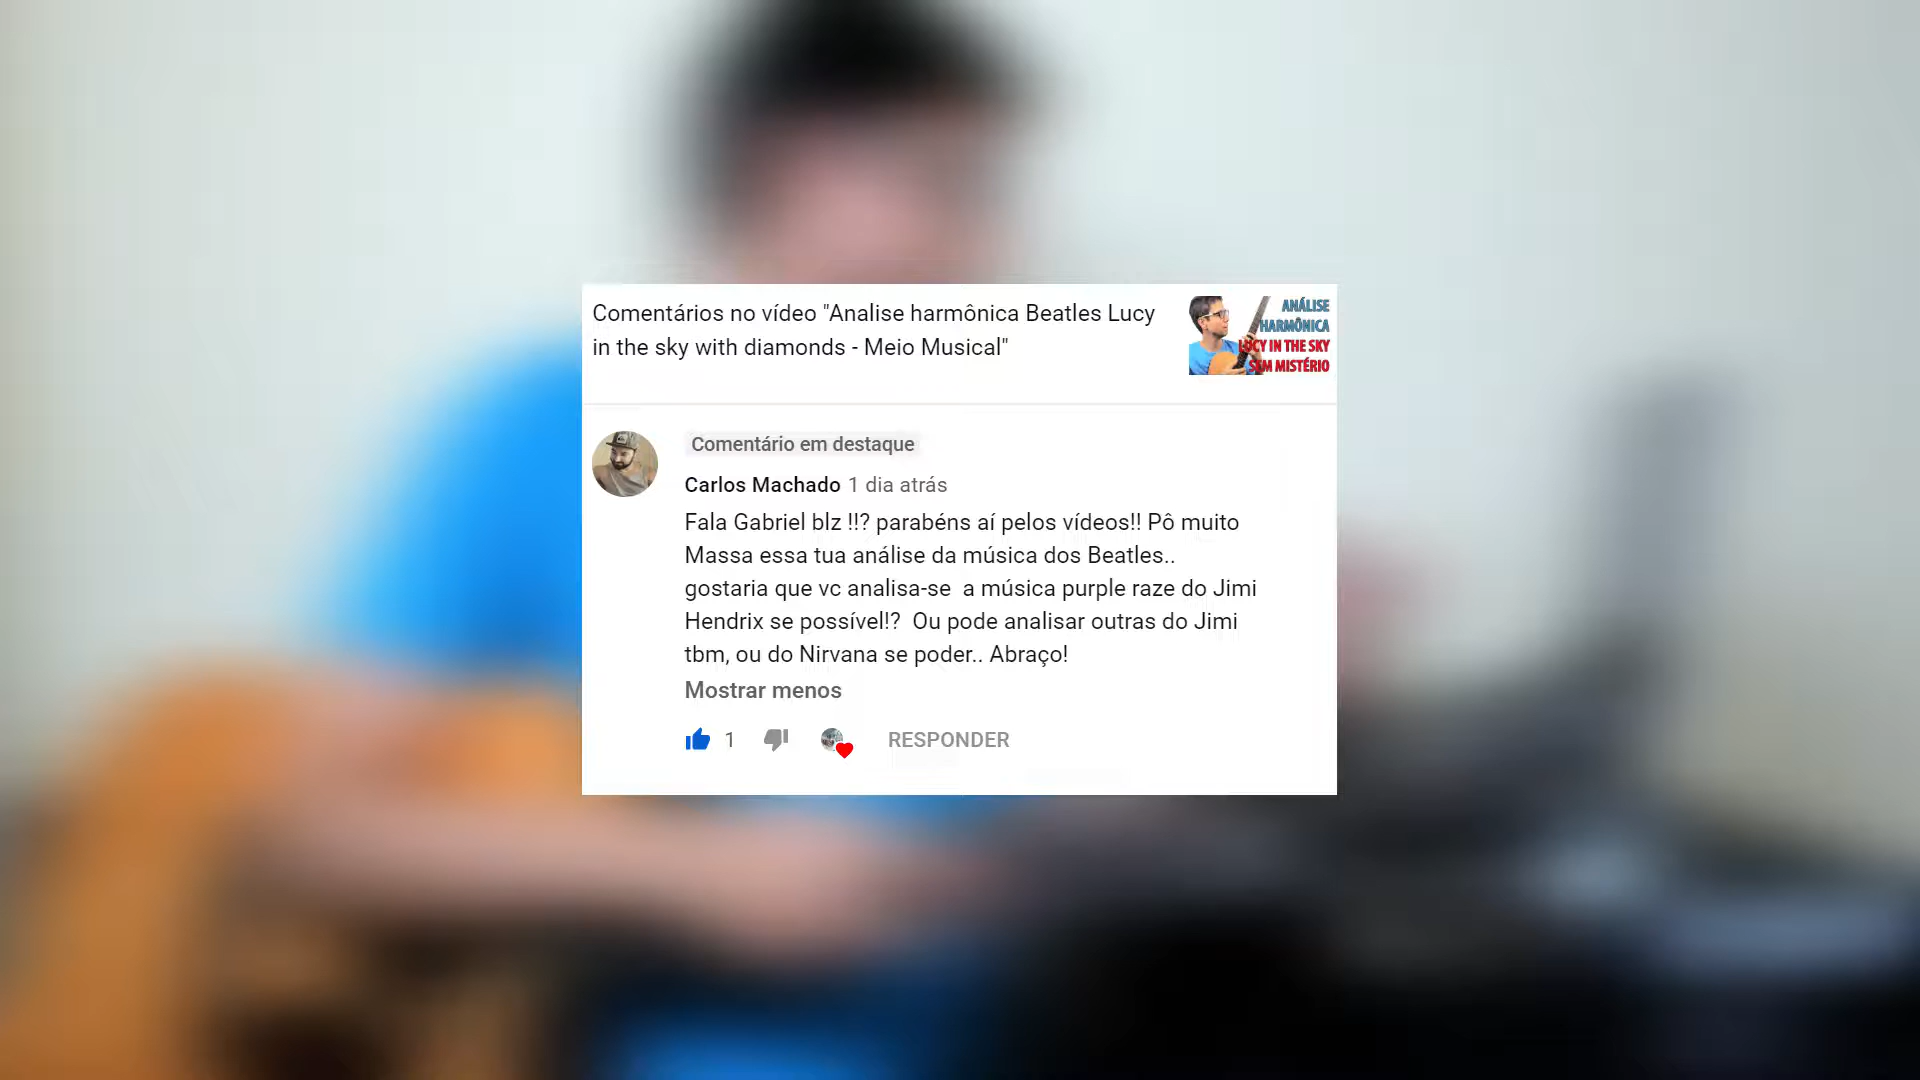 Comentários no vídeo "Analise harmônica Beatles Lucy
in the sky with diamonds - Meio Musical"
ANÁLISE
HARMÔNICA
LUCY IN THE SKY
SEM MISTÉRIO
Comentário em destaque
Carlos Machado 1 dia atrás
Fala Gabriel blz !!? parabéns aí pelos vídeos!! Pô muito
Massa essa tua análise da música dos Beatles..
gostaria que vc analisa-se  a música purple raze do Jimi
Hendrix se possível!?  Ou pode analisar outras do Jimi
tbm, ou do Nirvana se poder.. Abraço!
Mostrar menos
1
RESPONDER